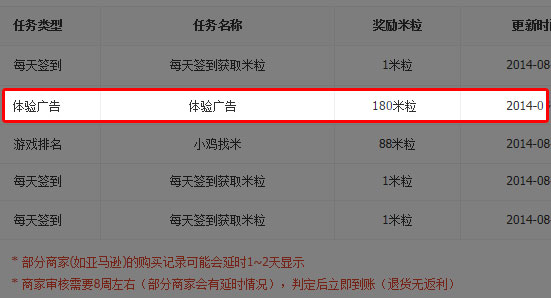 任务类型 任务名称 奖励米粒 更新时
每天签到 每天签到获取米粒 1米粒 2014-08
体验广告 体验广告 180米粒 2014-0
游戏排名 小鸡找米 88米粒 2014-08
每天签到 每天签到获取米粒 1米粒 2014-08
每天签到 每天签到获取米粒 1米粒 2014-08
* 部分商家(如亚马逊)的购买记录可能会延时1~2天显示
* 商家审核需要8周左右（部分商家会有延时情况），判定后立即到账（退货无返利）